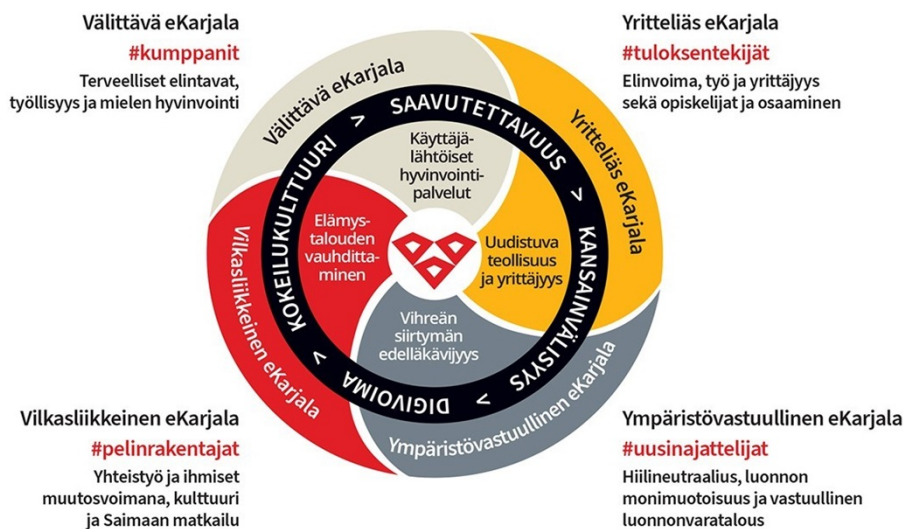 Välittävä eKarjala
#kumppanit
Terveelliset elintavat,
työllisyys ja mielen hyvinvointi
Yritteliäs eKarjala
#tuloksentekijät
Elinvoima, työ ja yrittäjyys
sekä opiskelijat ja osaaminen
Välittävä eKarjala
Yritteliäs eKarjala
Ympäristövastuullinen eKarjala
Vilkasliikkeinen eKarjala
KOKEILUKULTTUURI > SAAVUTETTAVUUS > KANSAINVÄLISYYS > DIGIVOIMA >
Käyttäjä-
lähtöiset
hyvinvointi-
palvelut
Elämys-
talouden
vauhditta-
minen
Uudistuva
teollisuus
ja yrittäjyys
Vihreän
siirtymän
edelläkävijyys
Vilkasliikkeinen eKarjala
#pelinrakentajat
Yhteistyö ja ihmiset
muutosvoimana, kulttuuri
ja Saimaan matkailu
Ympäristövastuullinen eKarjala
#uusinajattelijat
Hiilineutraalius, luonnon
monimuotoisuus ja vastuullinen
luonnonvaratalous